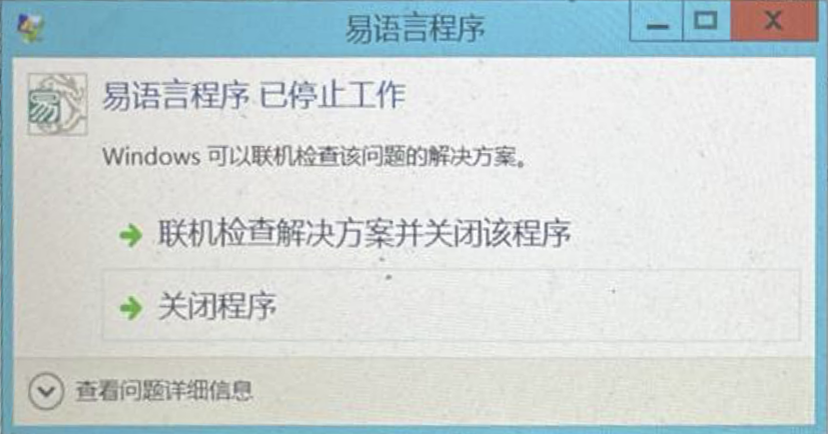 易语言程序
X
易
易语言程序 已停止工作
Windows 可以联机检查该问题的解决方案。
联机检查解决方案并关闭该程序
关闭程序
查看问题详细信息